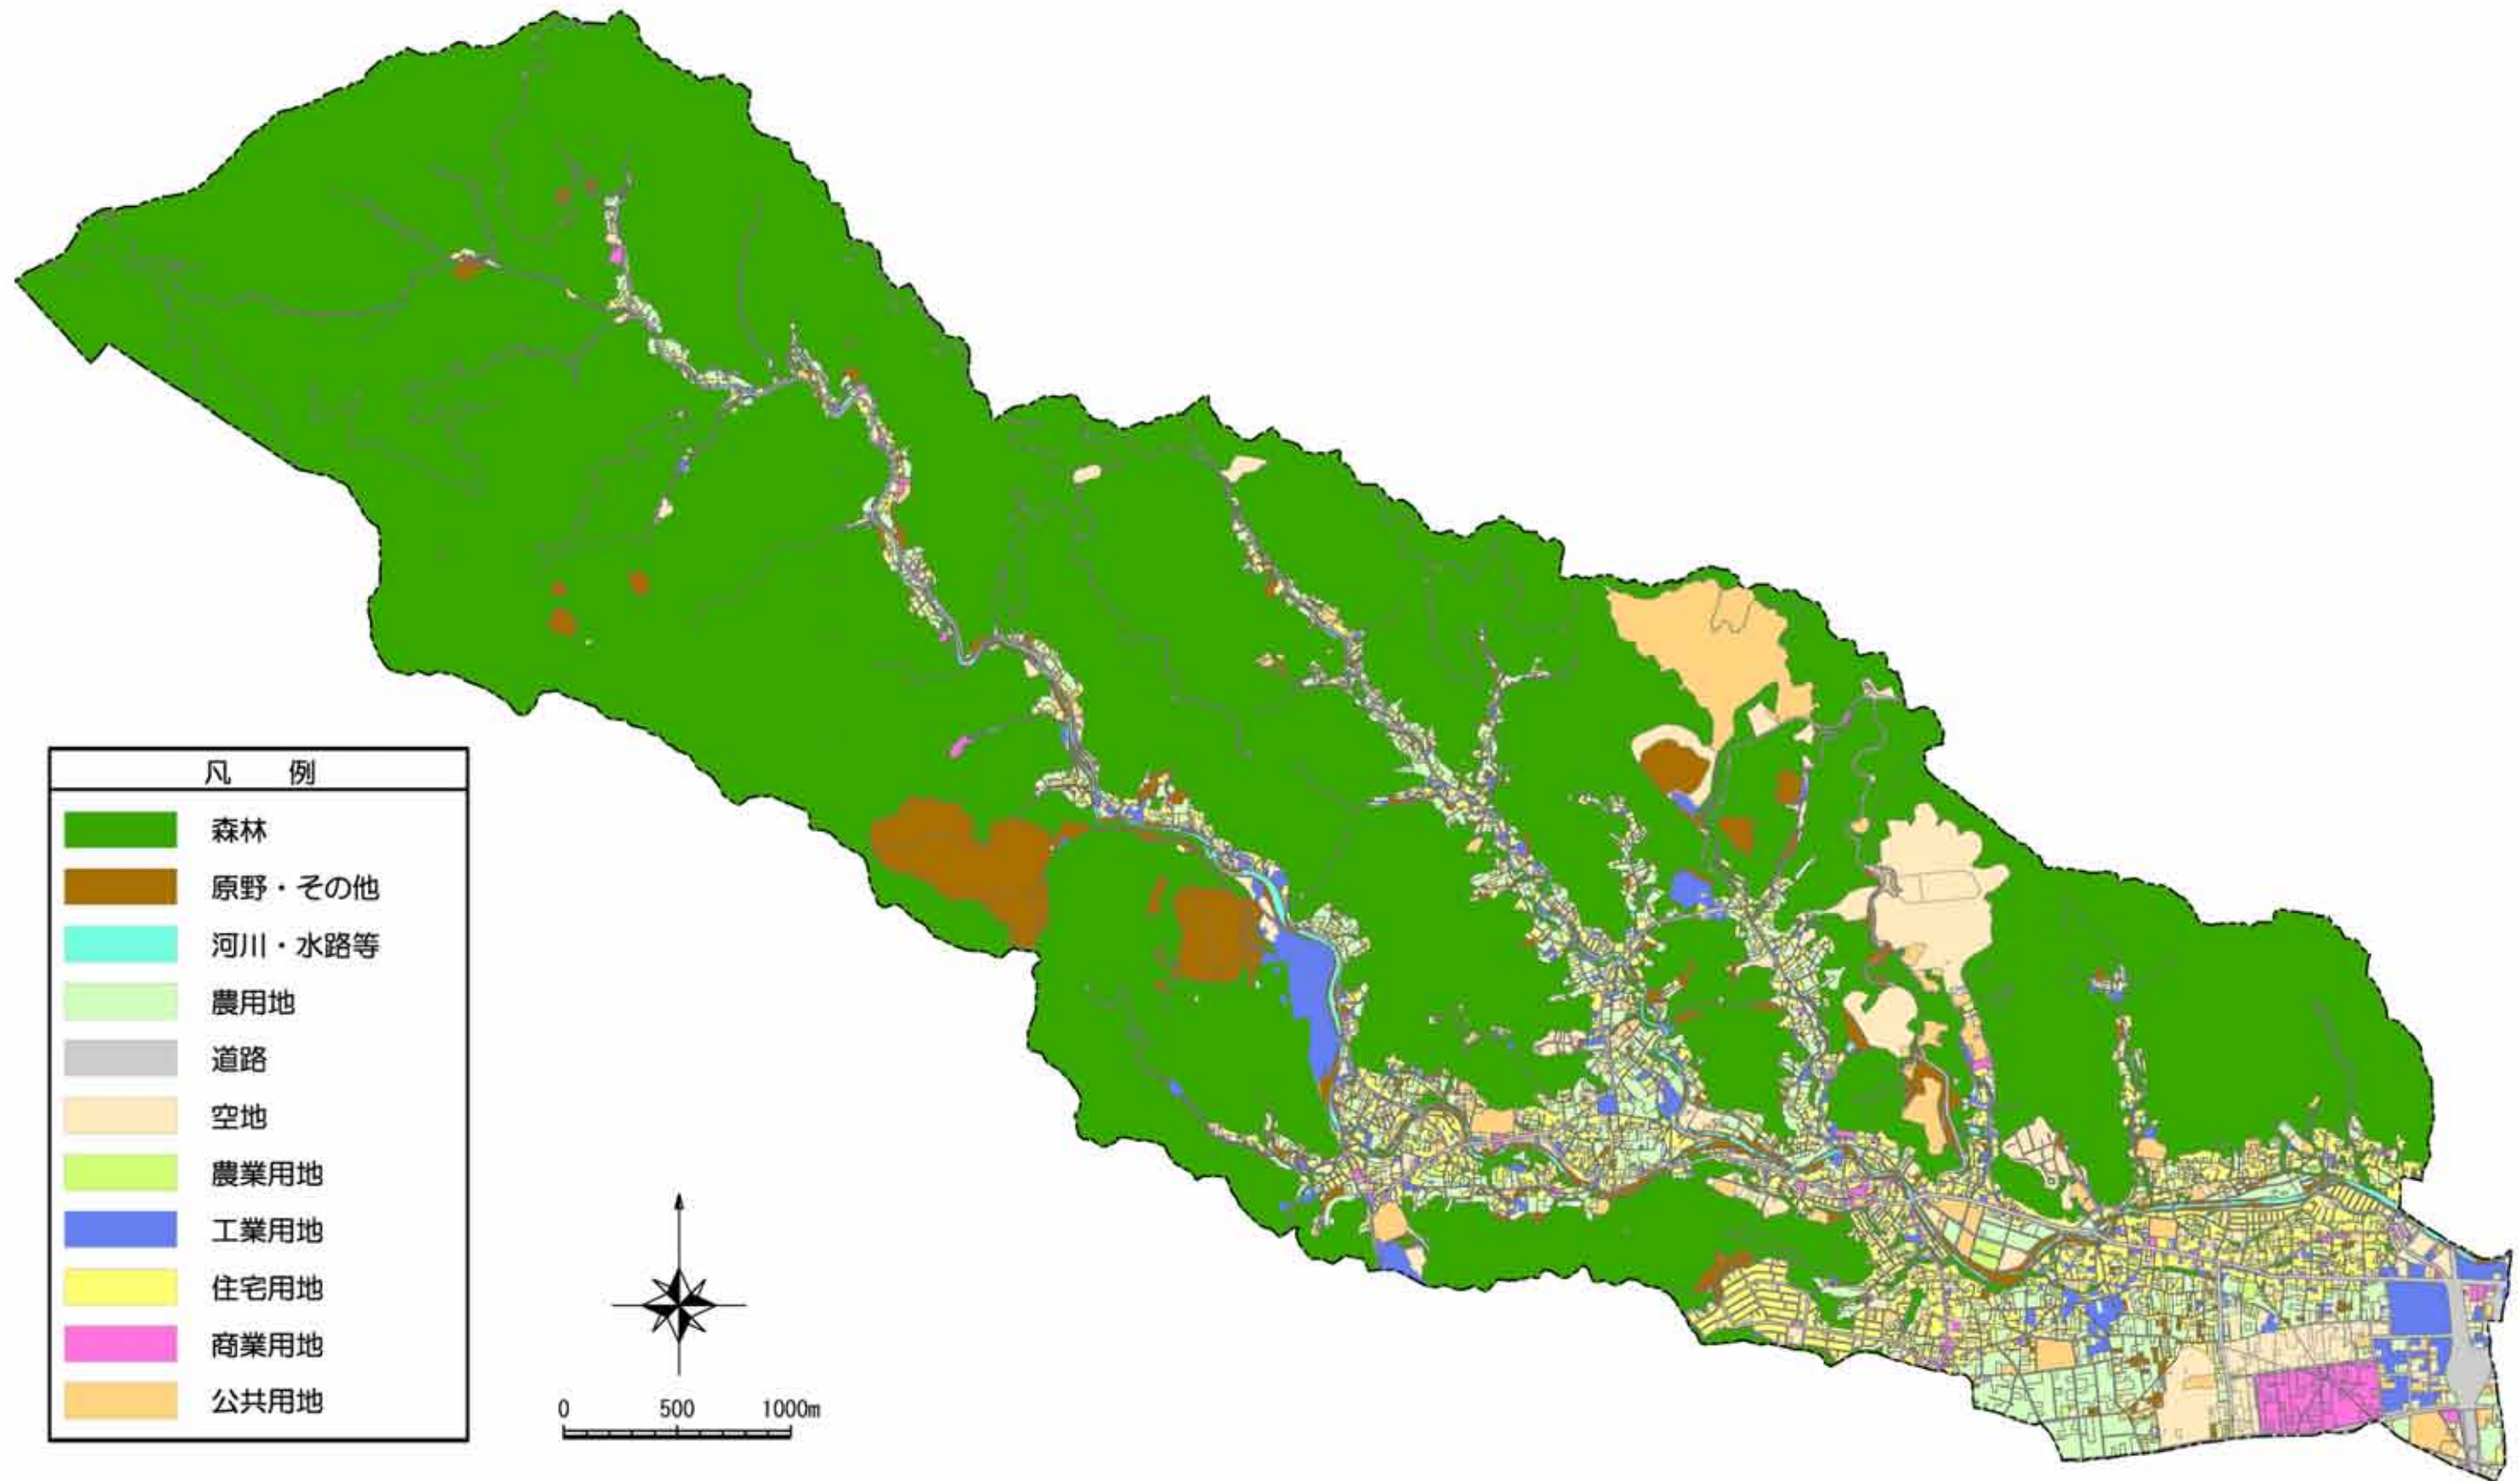 凡 例
森林
原野・その他
河川・水路等
農用地
道路
空地
農業用地
工業用地
住宅用地
商業用地
公共用地
0 500 1000m